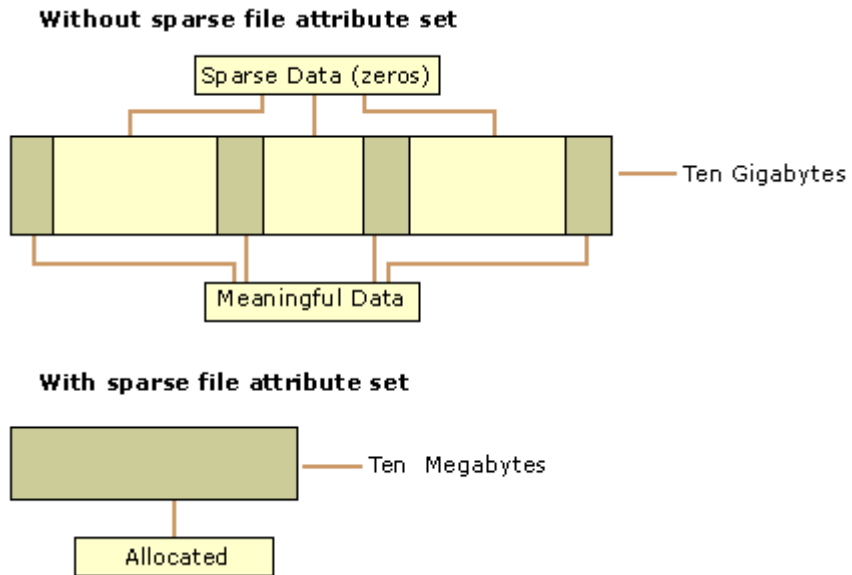 Without sparse file attribute set
Sparse Data (zeros)
Ten Gigabytes
Meaningful Data
With sparse file attribute set
Ten Megabytes
Allocated